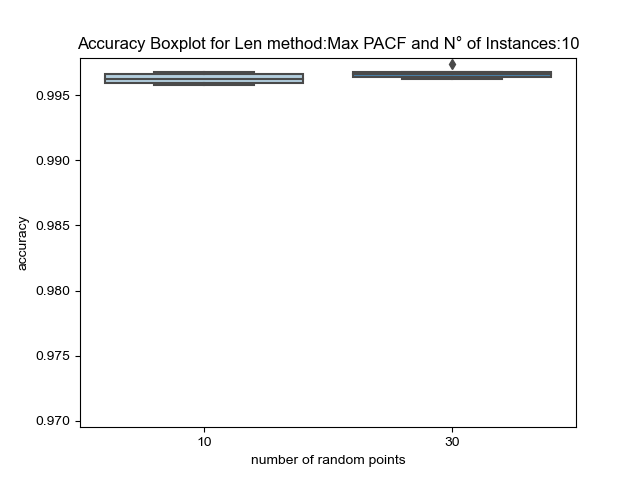 Accuracy Boxplot for Len method:Max PACF and N° of Instances:10
0.995
0.990
0.985
0.980
0.975
0.970
accuracy
10
30
number of random points